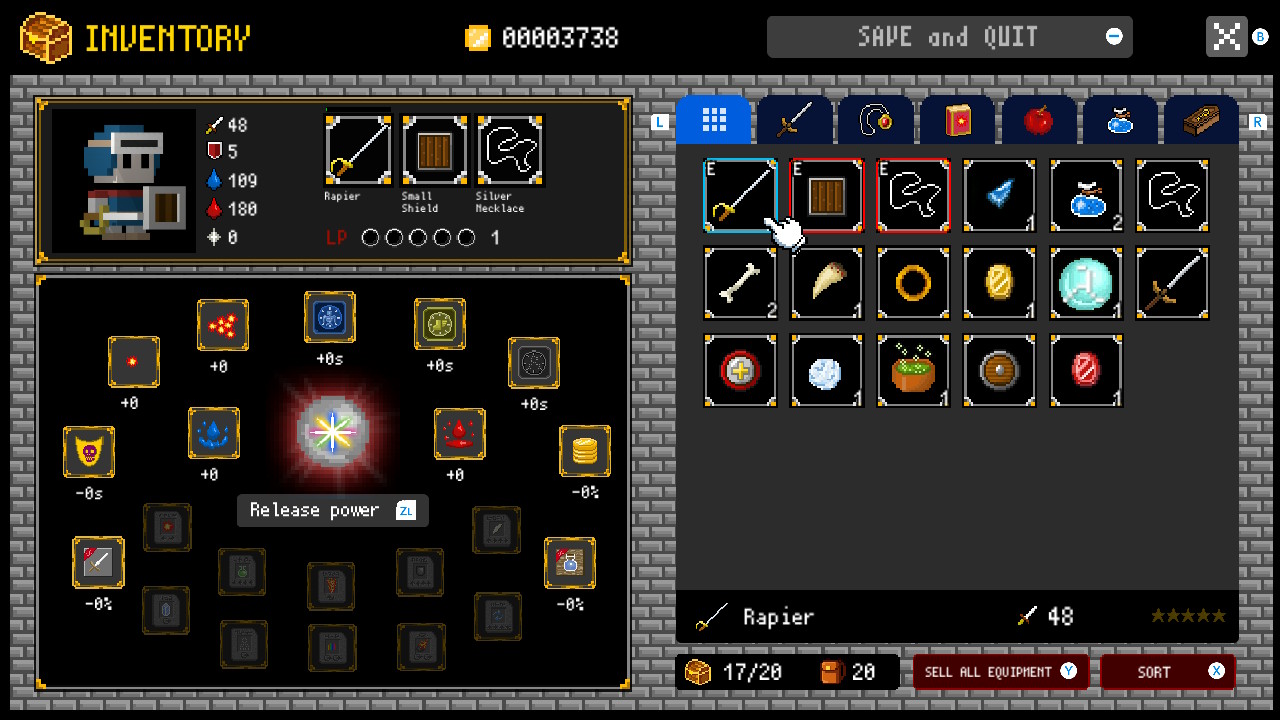 INVENTORY
00003738
SAVE and QUIT
B
48
5
109
180
0
Rapier
Small Shield
Silver Necklace
LP 1
L
R
E
E
E
1
2
2
1
1
1
1
1
1
+0
+0
+0s
+0s
+0s
-0s
+0
+0
-0%
Release power ZL
-0%
-0%
Rapier
48
17/20
20
SELL ALL EQUIPMENT Y
SORT X